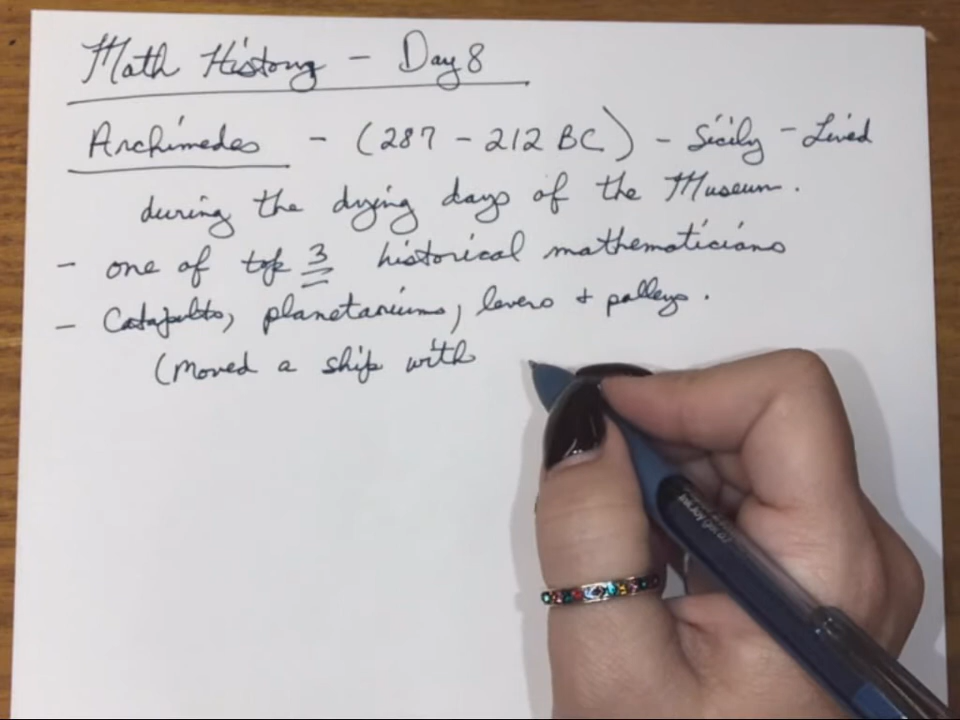 Math History - Day 8
Archimedes - (287 - 212 BC) - Sicily - Lived
during the dying days of the Museum.
- one of top 3 historical mathematicians
- Catapults, planetariums, levers + pulleys.
(moved a ship with